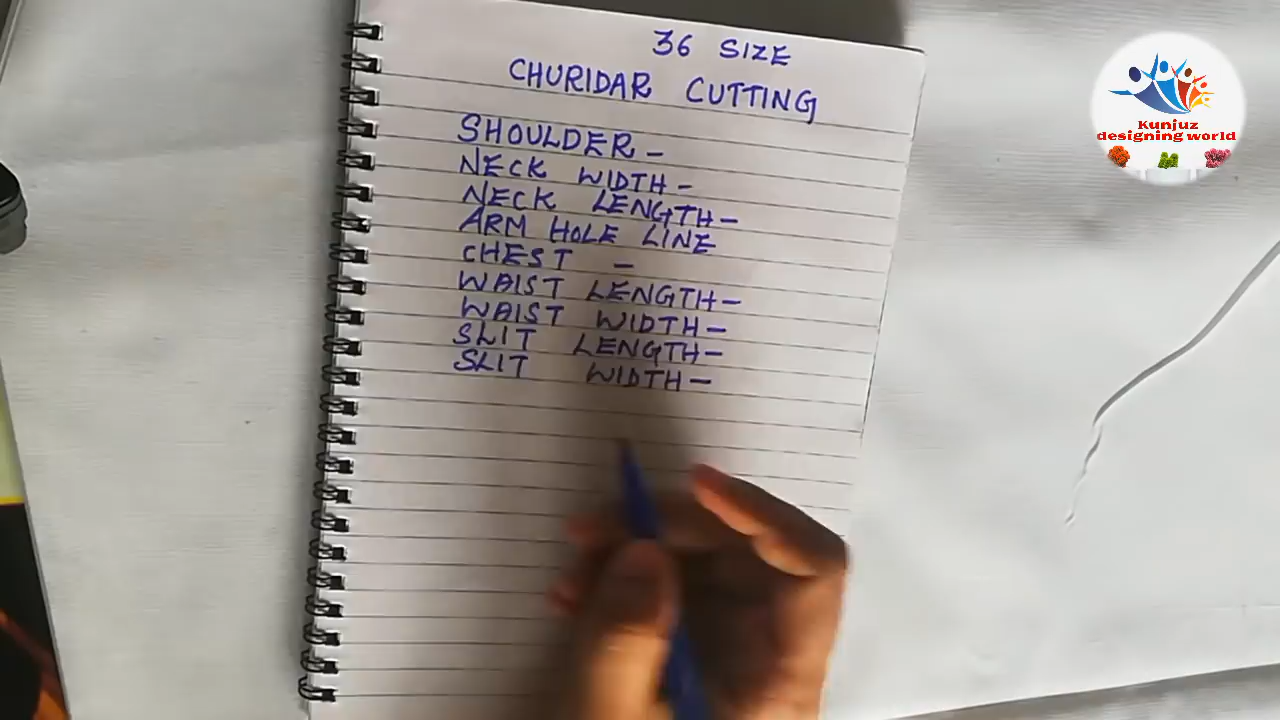 36 SIZE
CHURIDAR CUTTING
SHOULDER -
NECK WIDTH -
NECK LENGTH -
ARM HOLE LINE
CHEST -
WAIST LENGTH -
WAIST WIDTH -
SLIT LENGTH -
SLIT WIDTH -
Kunjuz
designing world